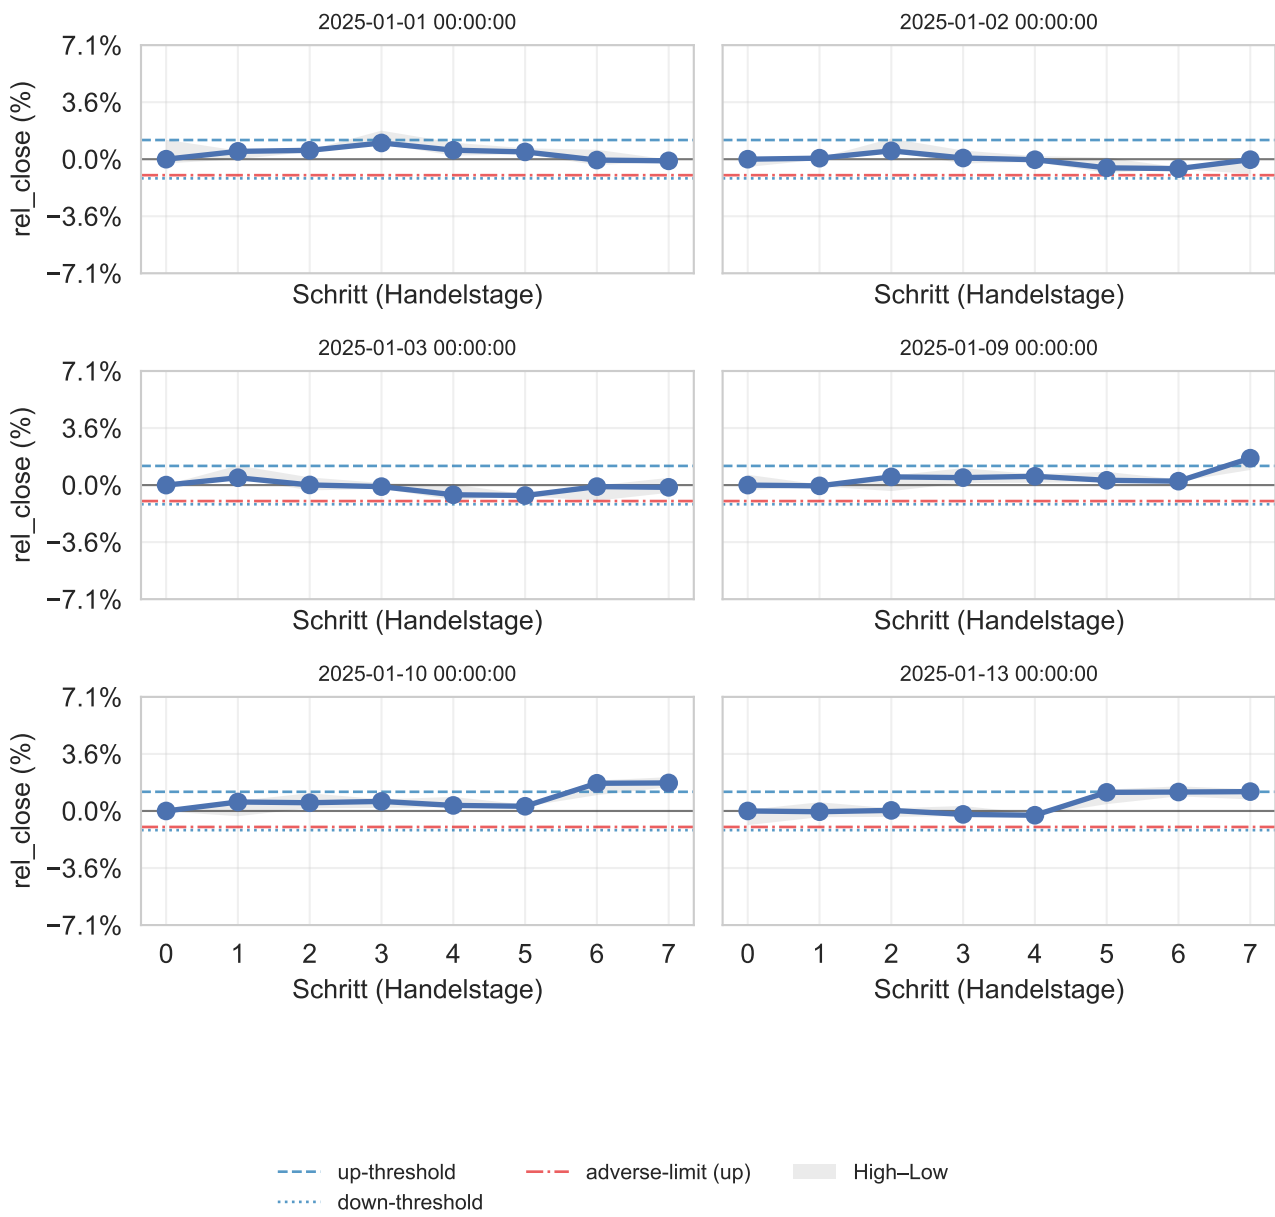 2025-01-01 00:00:00
2025-01-02 00:00:00
7.1%
3.6%
0.0%
−3.6%
−7.1%
rel_close (%)
Schritt (Handelstage)
Schritt (Handelstage)
2025-01-03 00:00:00
2025-01-09 00:00:00
7.1%
3.6%
0.0%
−3.6%
−7.1%
rel_close (%)
Schritt (Handelstage)
Schritt (Handelstage)
2025-01-10 00:00:00
2025-01-13 00:00:00
7.1%
3.6%
0.0%
−3.6%
−7.1%
rel_close (%)
0 1 2 3 4 5 6 7
0 1 2 3 4 5 6 7
Schritt (Handelstage)
Schritt (Handelstage)
up-threshold
down-threshold
adverse-limit (up)
High–Low